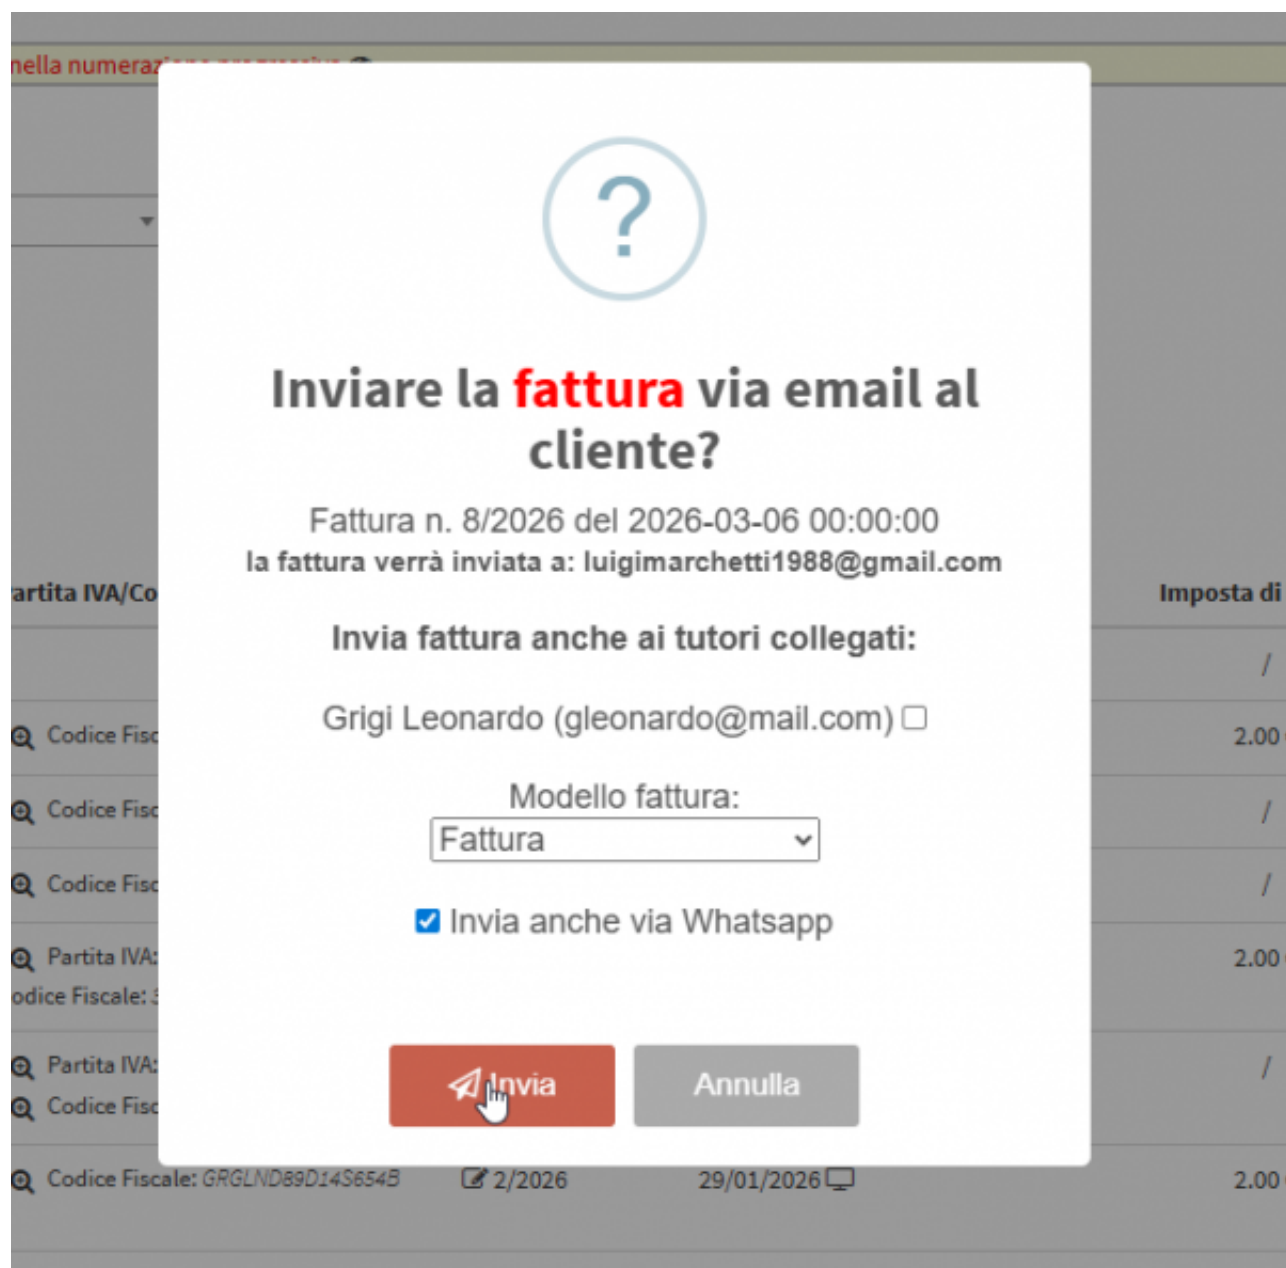 nella numerazione progressiva
?
Inviare la fattura via email al
cliente?
Fattura n. 8/2026 del 2026-03-06 00:00:00
la fattura verrà inviata a: luigimarchetti1988@gmail.com
artita IVA/Co
Imposta di
Invia fattura anche ai tutori collegati:
/
Grigi Leonardo (gleonardo@mail.com)
Codice Fisc
2.00
Modello fattura:
Codice Fisc
/
Fattura
Codice Fisc
/
Invia anche via Whatsapp
Partita IVA:
2.00
odice Fiscale:
Partita IVA:
/
Invia
Annulla
Codice Fisc
Codice Fiscale: GRGLND89D14S654B 2/2026 29/01/2026 2.00